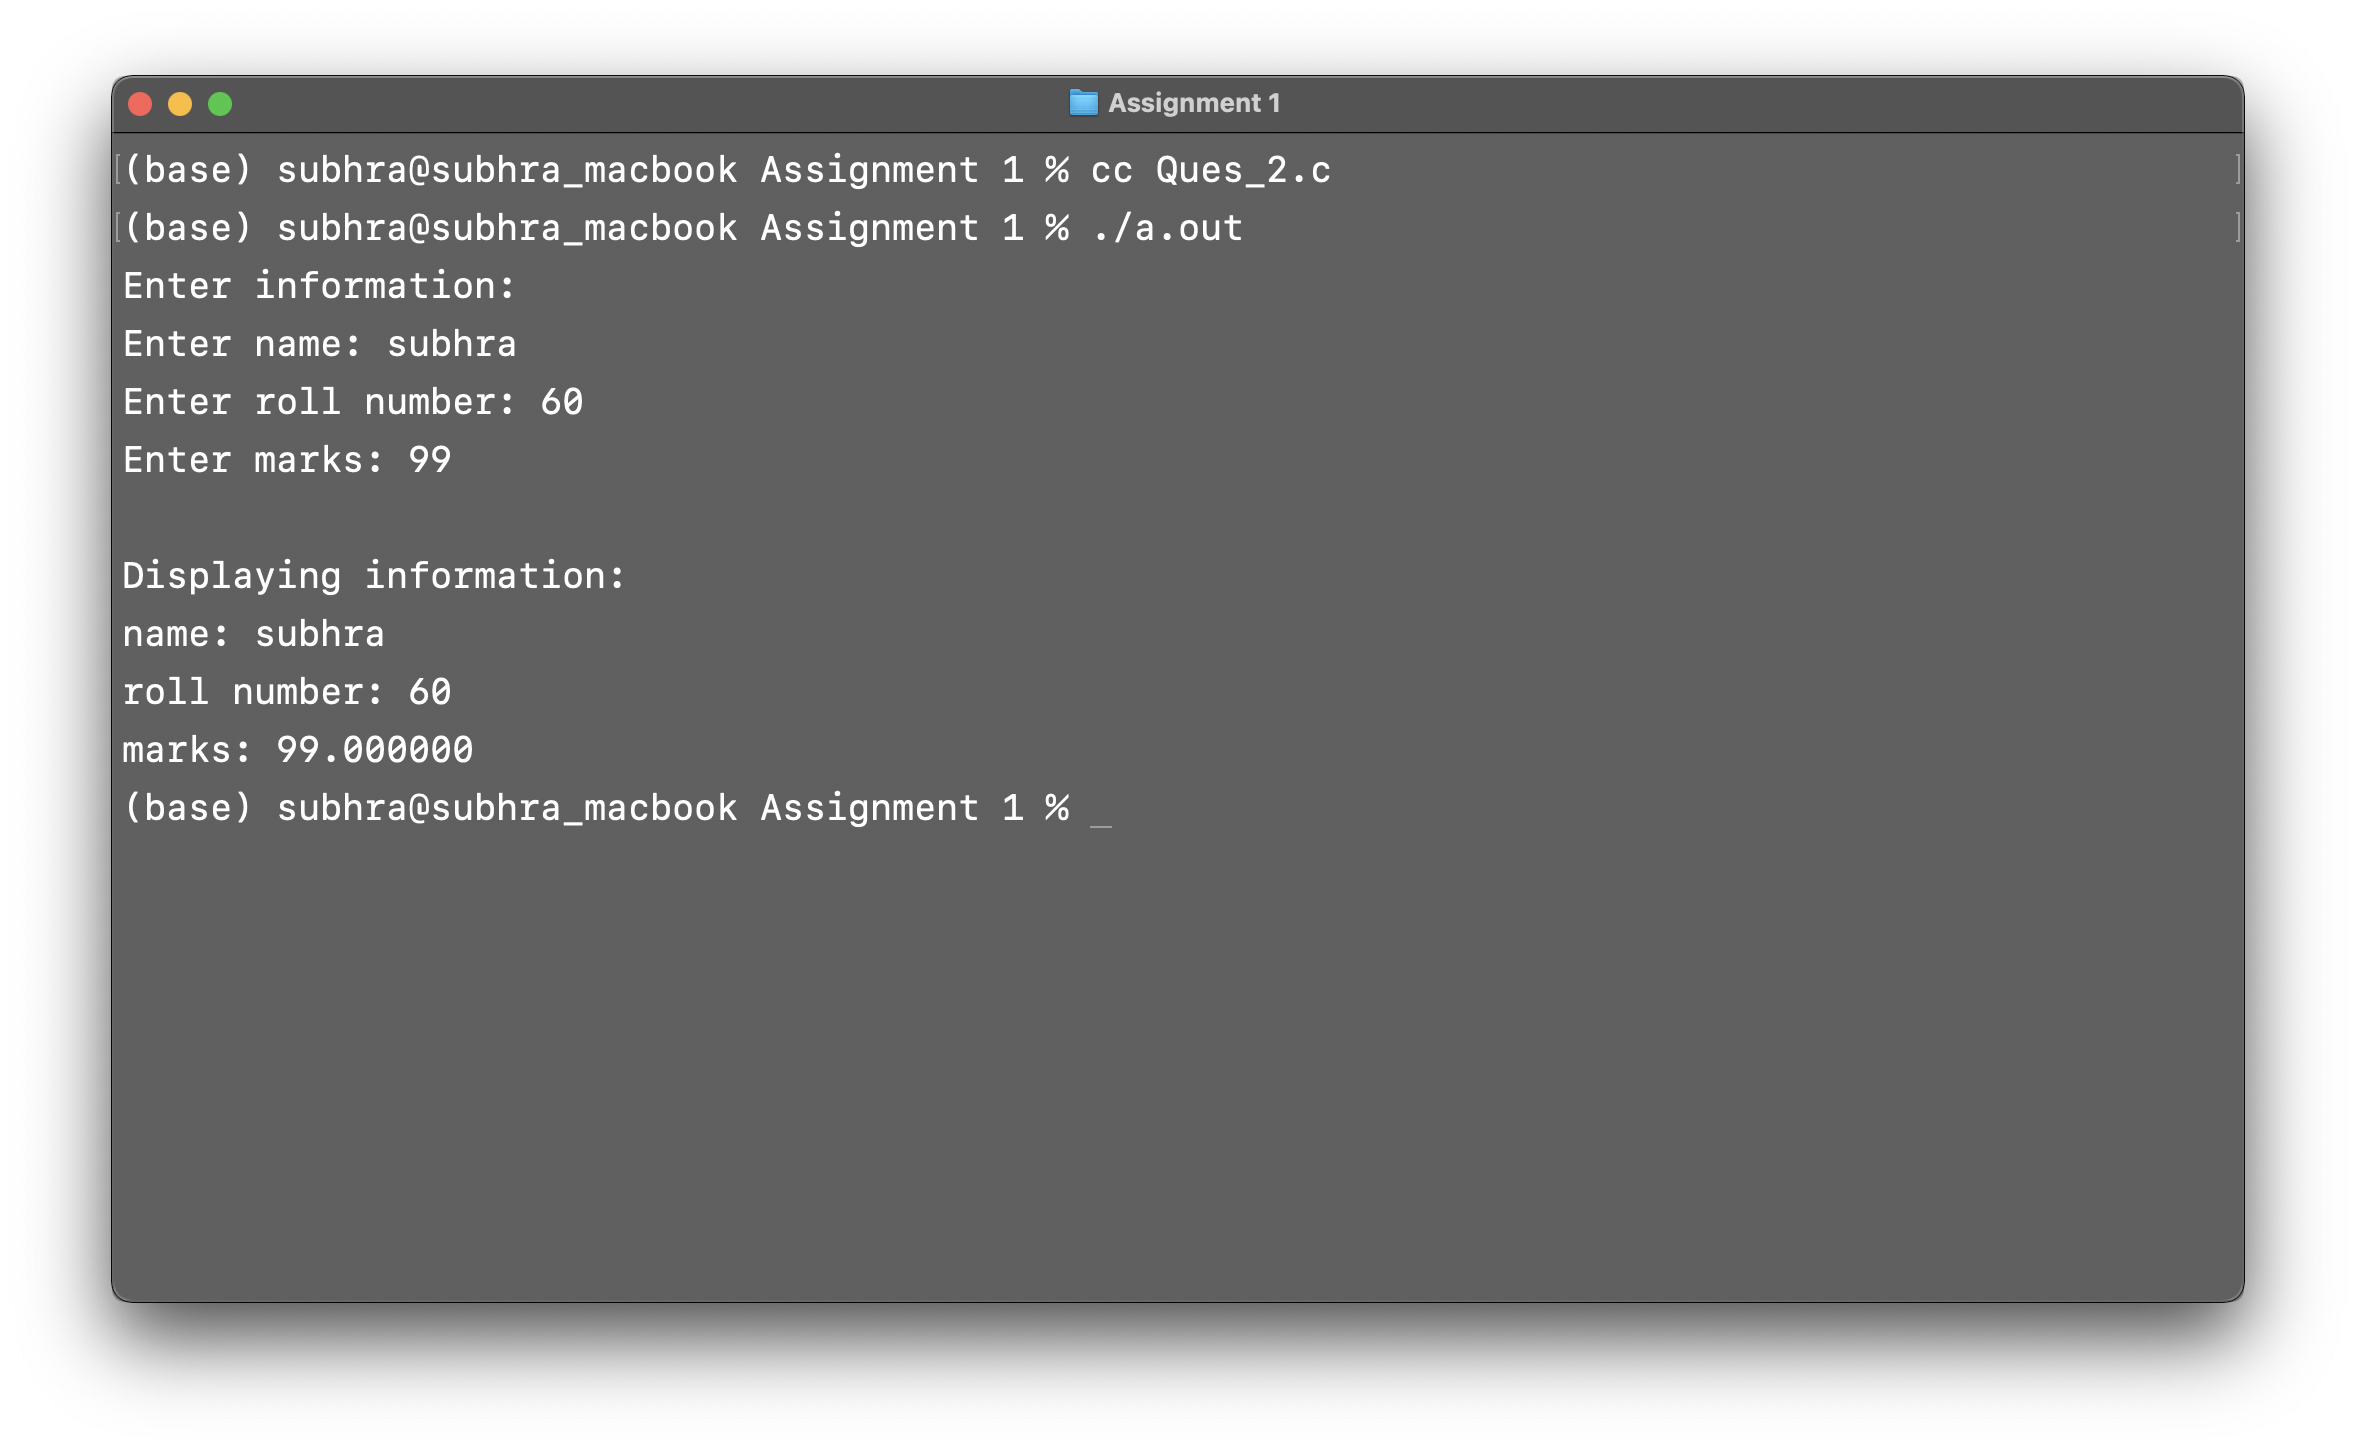 Assignment 1
(base) subhra@subhra_macbook Assignment 1 % cc Ques_2.c
(base) subhra@subhra_macbook Assignment 1 % ./a.out
Enter information:
Enter name: subhra
Enter roll number: 60
Enter marks: 99
Displaying information:
name: subhra
roll number: 60
marks: 99.000000
(base) subhra@subhra_macbook Assignment 1 % _